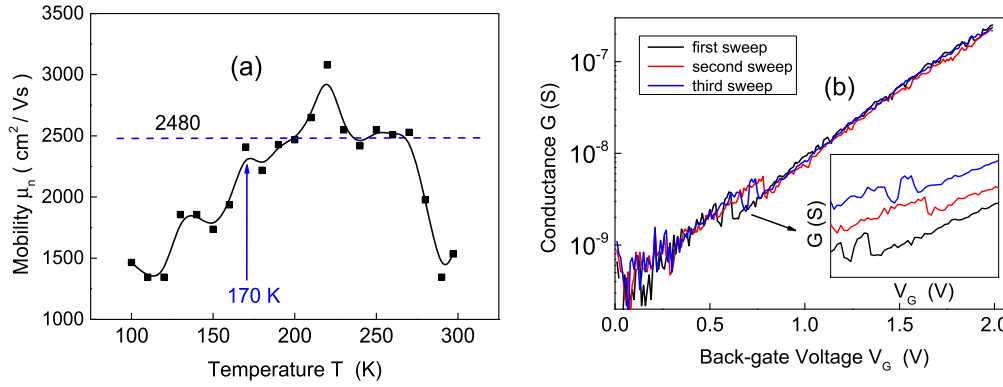 3500
3000
2500
2000
1500
1000
100
150
200
250
300
Mobility μn ( cm2 / Vs )
Temperature T (K)
(a)
2480
170 K
10-7
10-8
10-9
0.0
0.5
1.0
1.5
2.0
Conductance G (S)
Back-gate Voltage VG (V)
first sweep
second sweep
third sweep
(b)
G (S)
VG (V)